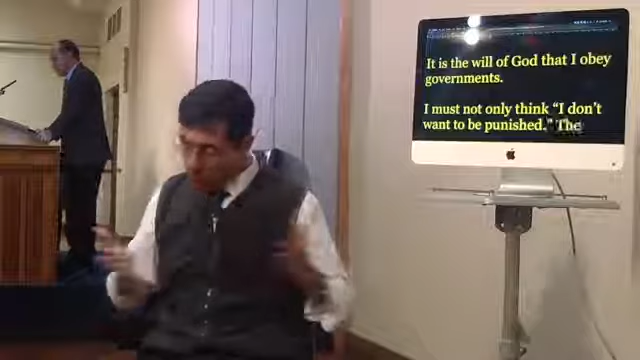 It is the will of God that I obey
governments.
I must not only think “I don’t
want to be punished.” The